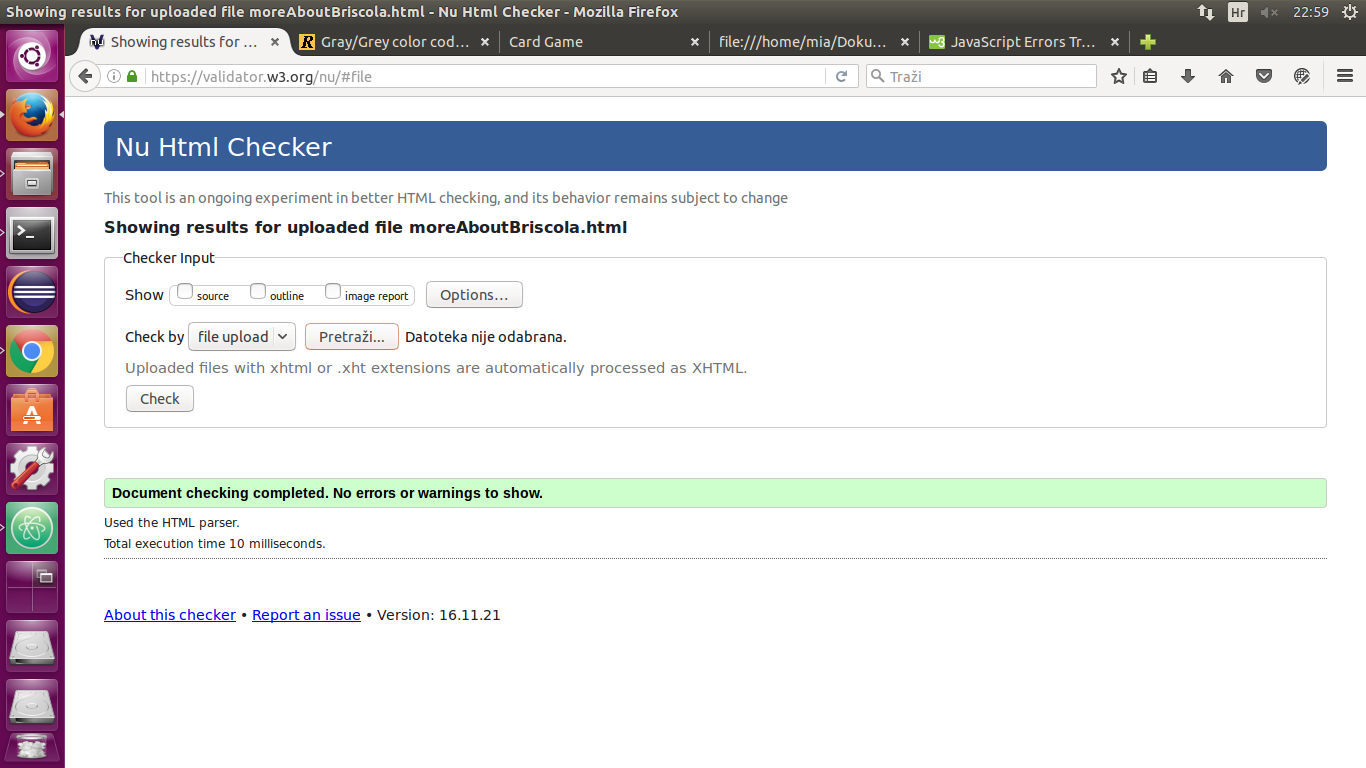 Showing results for uploaded file moreAboutBriscola.html - Nu Html Checker - Mozilla Firefox
Hr
22:59
Showing results for ...
Gray/Grey color cod...
Card Game
file:///home/mia/Doku...
JavaScript Errors Tr...
https://validator.w3.org/nu/#file
Traži
Nu Html Checker
This tool is an ongoing experiment in better HTML checking, and its behavior remains subject to change
Showing results for uploaded file moreAboutBriscola.html
Checker Input
Show source outline image report Options...
Check by file upload Pretraži... Datoteka nije odabrana.
Uploaded files with xhtml or .xht extensions are automatically processed as XHTML.
Check
Document checking completed. No errors or warnings to show.
Used the HTML parser.
Total execution time 10 milliseconds.
About this checker • Report an issue • Version: 16.11.21